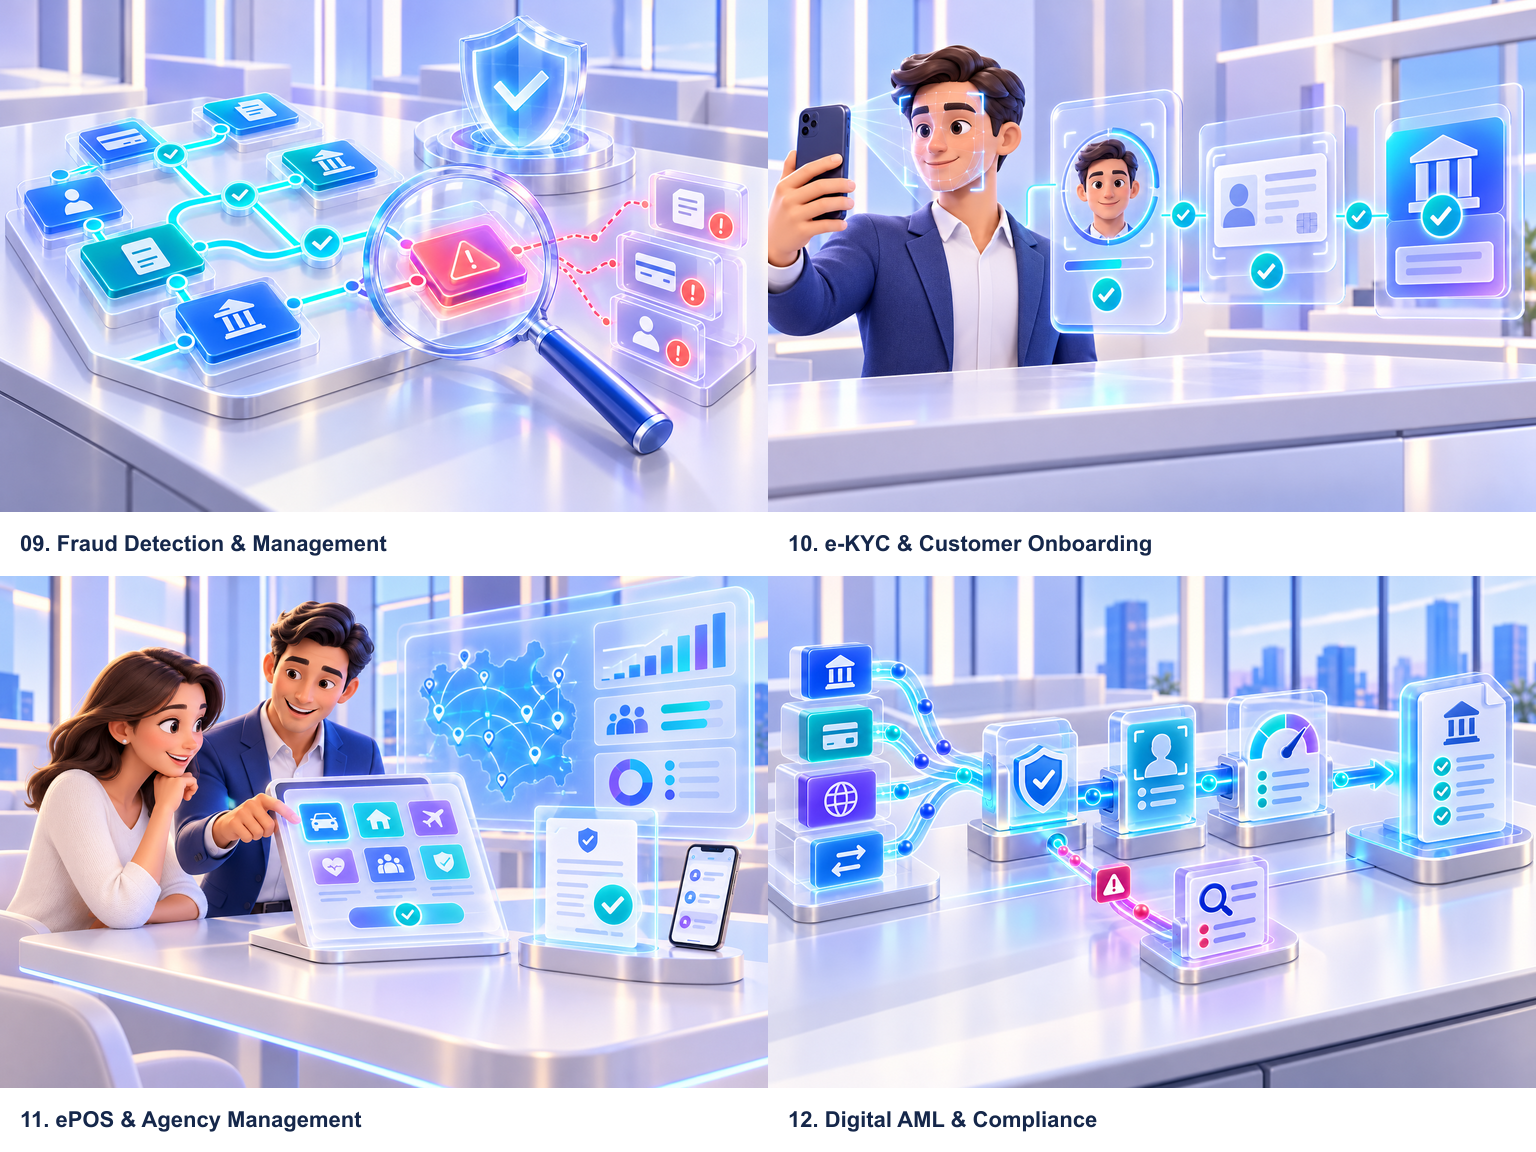 09. Fraud Detection & Management
10. e-KYC & Customer Onboarding
11. ePOS & Agency Management
12. Digital AML & Compliance